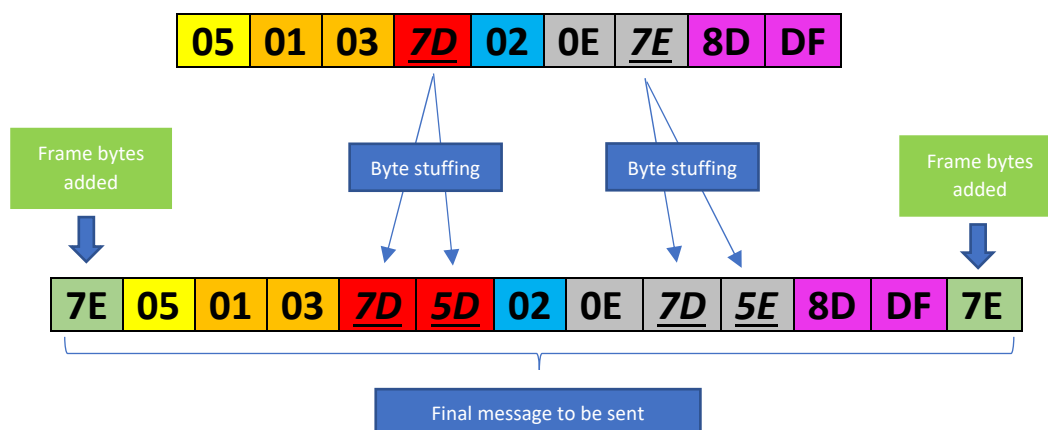 05 01 03 7D 02 0E 7E 8D DF
Frame bytes
added
Byte stuffing
Byte stuffing
Frame bytes
added
7E 05 01 03 7D 5D 02 0E 7D 5E 8D DF 7E
Final message to be sent